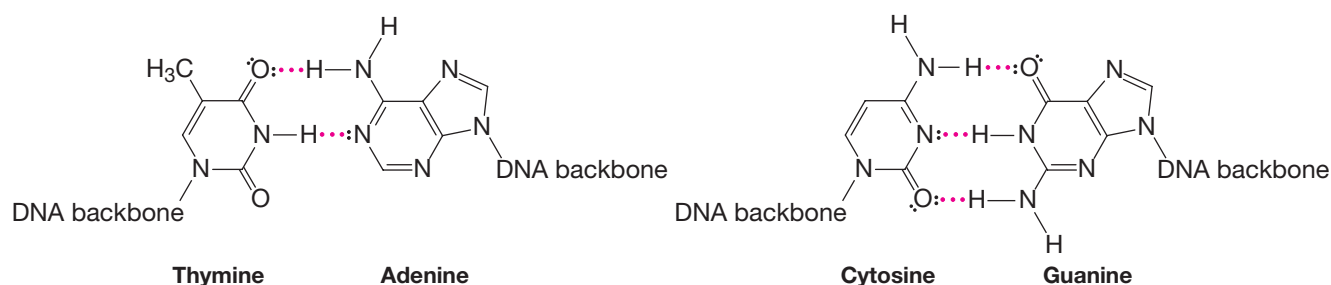 H H
O H N N H₃C N H O N
N H N N H N
N O N N N N N
DNA backbone O H N DNA backbone
DNA backbone DNA backbone
H
Thymine Adenine Cytosine Guanine